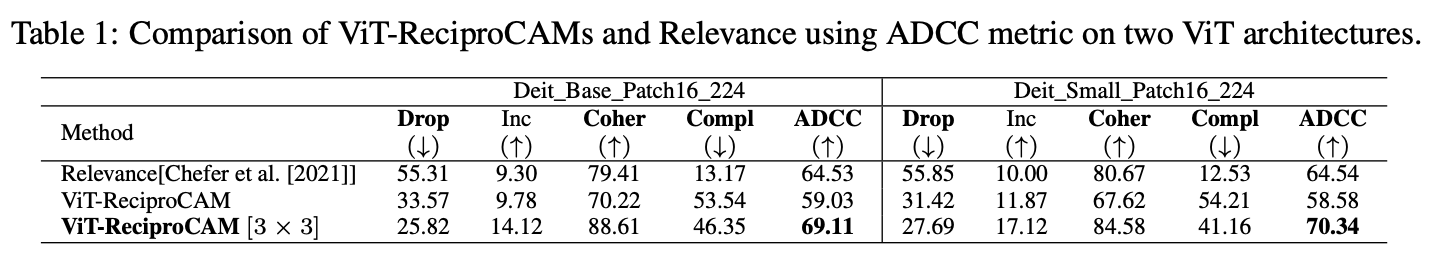 Table 1: Comparison of ViT-ReciproCAMs and Relevance using ADCC metric on two ViT architectures.
Deit_Base_Patch16_224 Deit_Small_Patch16_224
Method Drop Inc Coher Compl ADCC Drop Inc Coher Compl ADCC
(↓) (↑) (↑) (↓) (↑) (↓) (↑) (↑) (↓) (↑)
Relevance[Chefer et al. [2021]] 55.31 9.30 79.41 13.17 64.53 55.85 10.00 80.67 12.53 64.54
ViT-ReciproCAM 33.57 9.78 70.22 53.54 59.03 31.42 11.87 67.62 54.21 58.58
ViT-ReciproCAM [3 × 3] 25.82 14.12 88.61 46.35 69.11 27.69 17.12 84.58 41.16 70.34